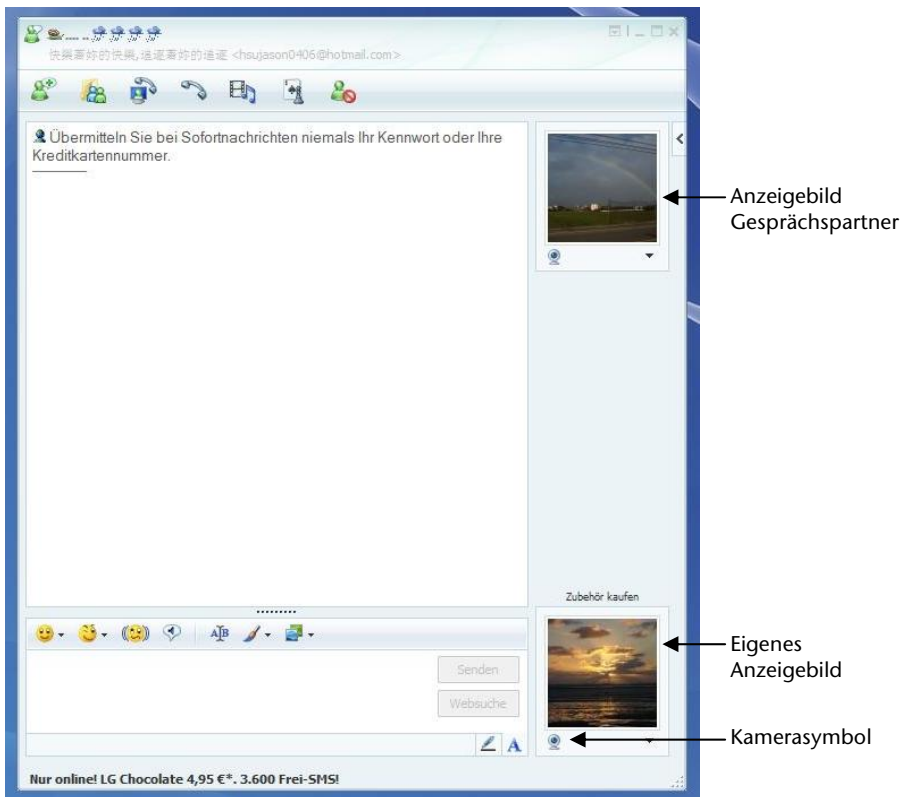 快樂著妳的快樂,追逐著妳的追逐 <hsujason0406@hotmail.com>
Übermitteln Sie bei Sofortnachrichten niemals Ihr Kennwort oder Ihre
Kreditkartennummer.
Anzeigebild
Gesprächspartner
Zubehör kaufen
Eigenes
Anzeigebild
Senden
Websuche
Kamerasymbol
Nur online! LG Chocolate 4,95 €*. 3.600 Frei-SMS!